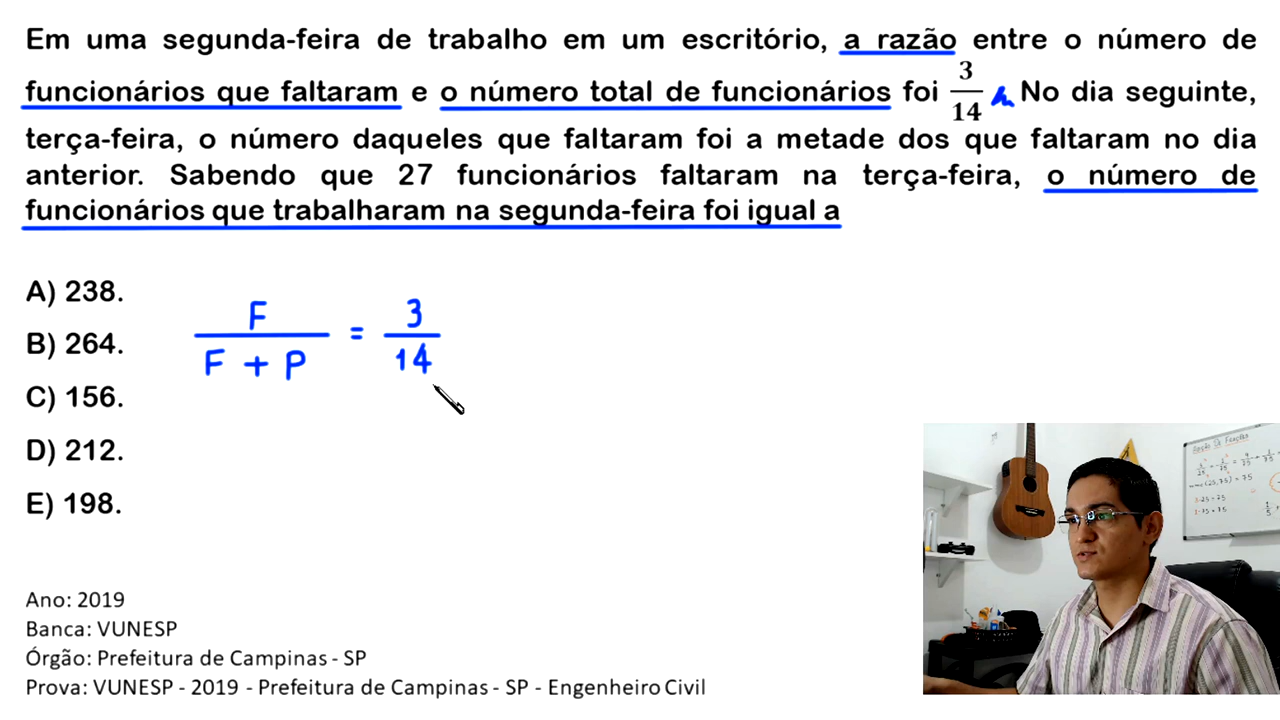 Em uma segunda-feira de trabalho em um escritório, a razão entre o número de
funcionários que faltaram e o número total de funcionários foi 3/14. No dia seguinte,
terça-feira, o número daqueles que faltaram foi a metade dos que faltaram no dia
anterior. Sabendo que 27 funcionários faltaram na terça-feira, o número de
funcionários que trabalharam na segunda-feira foi igual a
A) 238.
B) 264.
C) 156.
D) 212.
E) 198.
F / F + P = 3 / 14
Ano: 2019
Banca: VUNESP
Órgão: Prefeitura de Campinas - SP
Prova: VUNESP - 2019 - Prefeitura de Campinas - SP - Engenheiro Civil